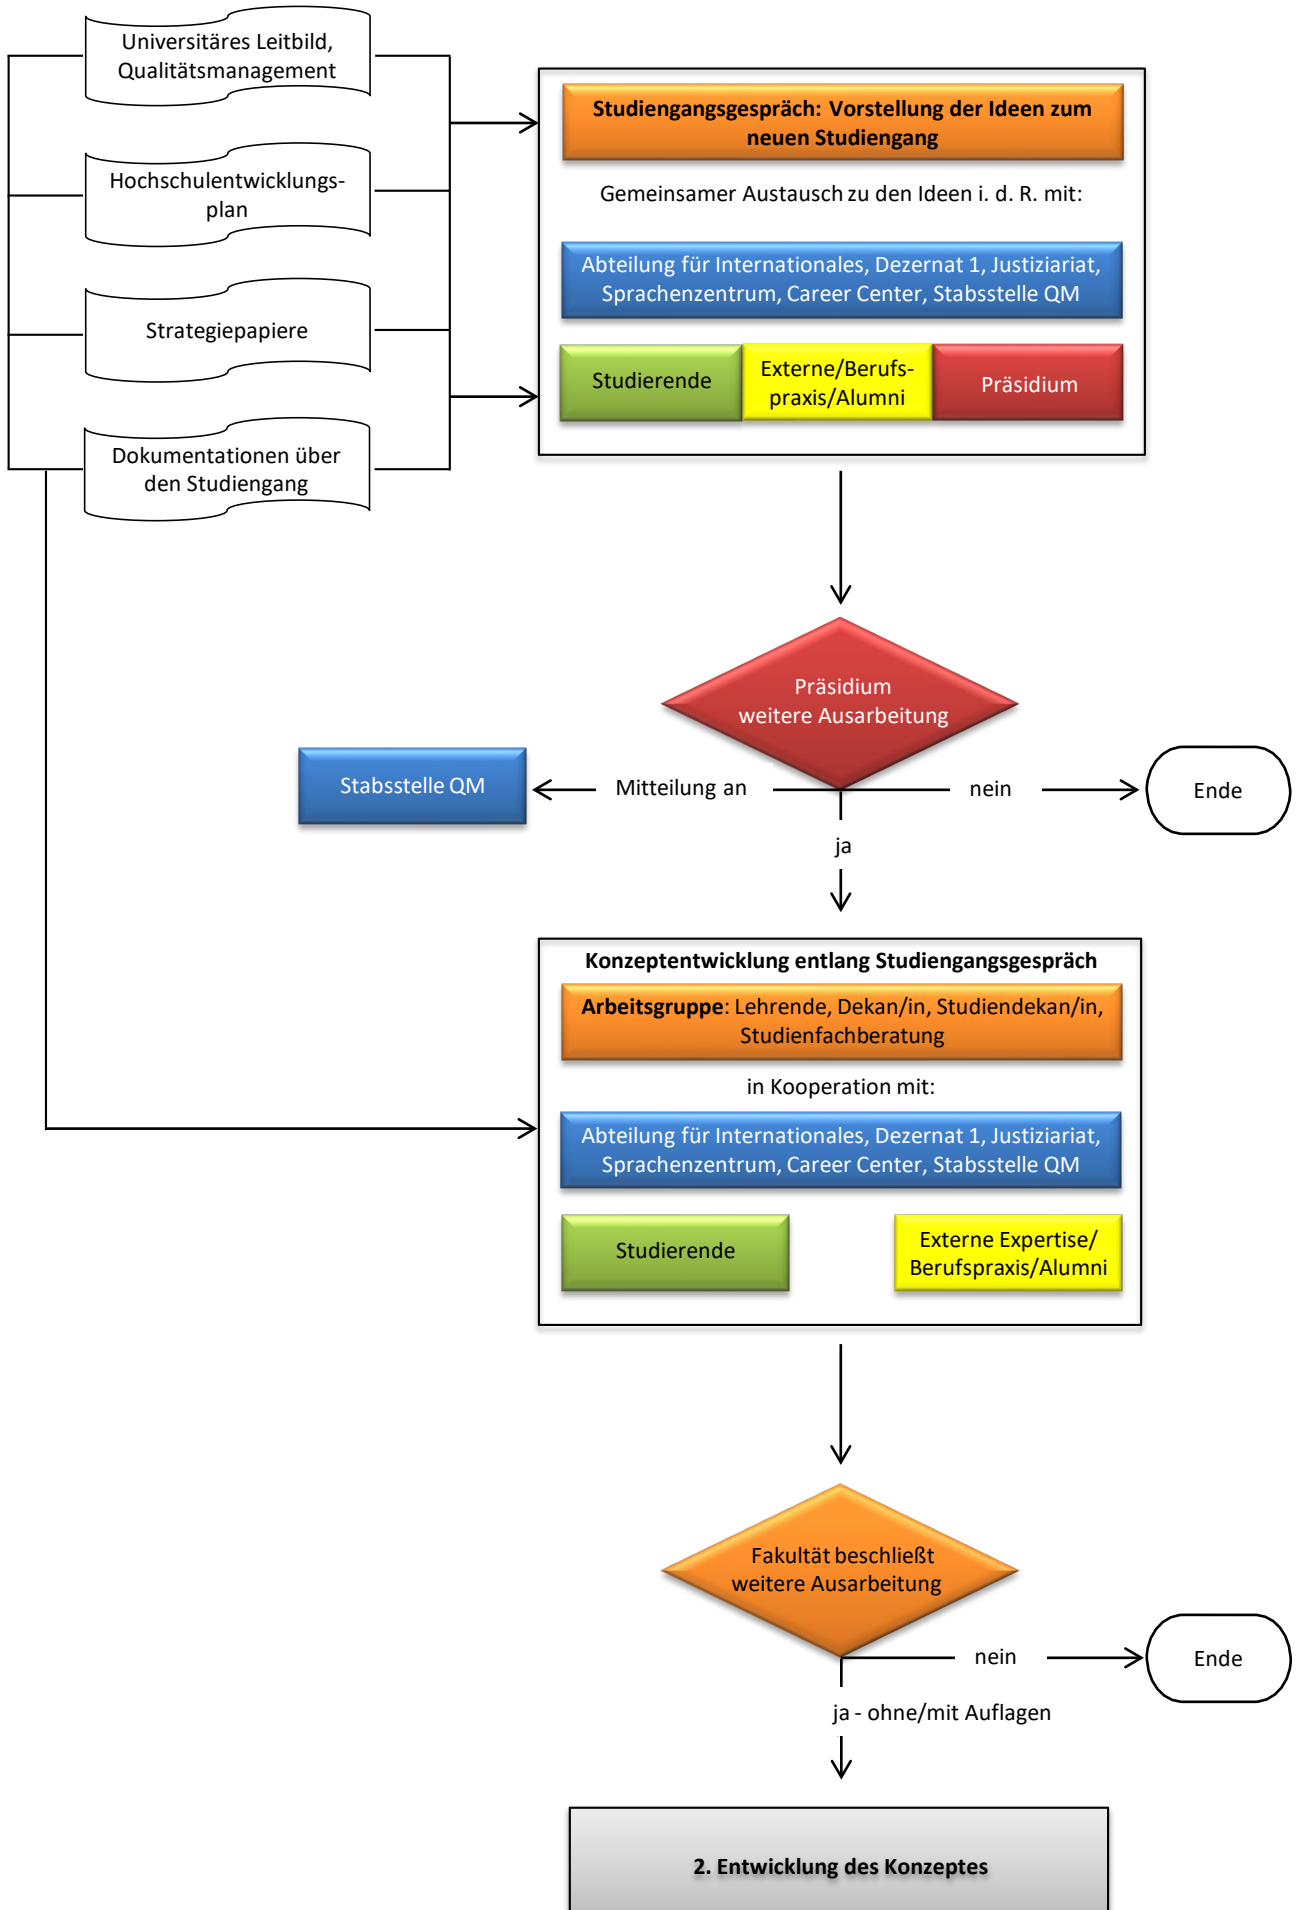 Universitäres Leitbild,
Qualitätsmanagement
Hochschulentwicklungs-
plan
Strategiepapiere
Dokumentationen über
den Studiengang
Studiengangsgespräch: Vorstellung der Ideen zum
neuen Studiengang
Gemeinsamer Austausch zu den Ideen i. d. R. mit:
Abteilung für Internationales, Dezernat 1, Justiziariat,
Sprachenzentrum, Career Center, Stabsstelle QM
Studierende
Externe/Berufs-
praxis/Alumni
Präsidium
Präsidium
weitere Ausarbeitung
Stabsstelle QM
Mitteilung an
nein
Ende
ja
Konzeptentwicklung entlang Studiengangsgespräch
Arbeitsgruppe: Lehrende, Dekan/in, Studiendekan/in,
Studienfachberatung
in Kooperation mit:
Abteilung für Internationales, Dezernat 1, Justiziariat,
Sprachenzentrum, Career Center, Stabsstelle QM
Studierende
Externe Expertise/
Berufspraxis/Alumni
Fakultät beschließt
weitere Ausarbeitung
nein
Ende
ja - ohne/mit Auflagen
2. Entwicklung des Konzeptes